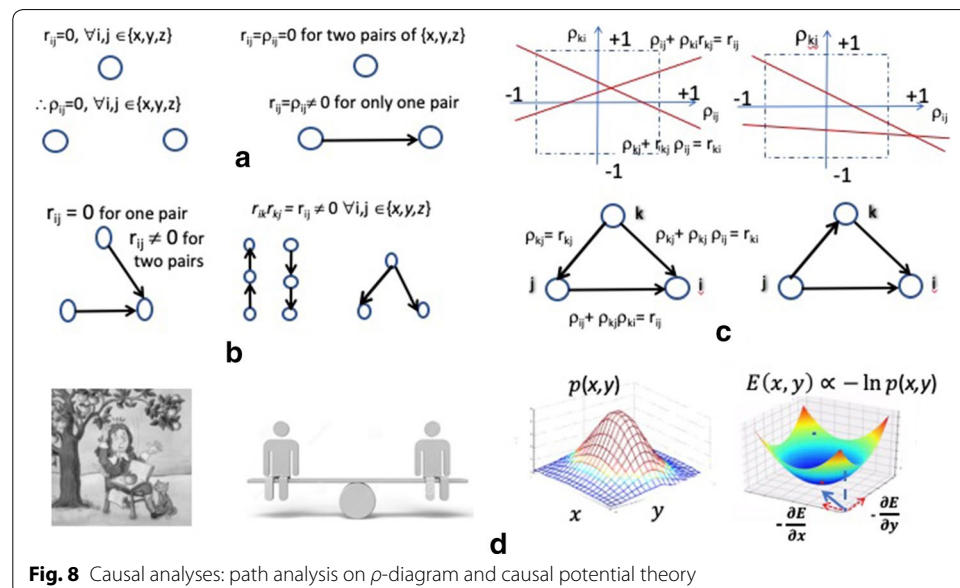 r_ij=0, ∀i,j ∈{x,y,z}
∴ρ_ij=0, ∀i,j ∈{x,y,z}
r_ij=ρ_ij=0 for two pairs of {x,y,z}
r_ij=ρ_ij≠ 0 for only one pair
a
ρ_ki
+1
ρ_ij+ ρ_ki r_kj= r_ij
-1
+1
ρ_ij
ρ_kj+ r_kj ρ_ij = r_ki
-1
ρ_kj
+1
-1
+1
ρ_ij
-1
r_ij = 0 for one pair
r_ij ≠ 0 for
two pairs
r_ik r_kj = r_ij ≠ 0 ∀i,j ∈{x,y,z}
b
k
ρ_kj= r_kj
ρ_kj+ ρ_kj ρ_ij = r_ki
j
i
ρ_ij+ ρ_kjρ_ki= r_ij
k
j
i
c
p(x,y)
x
y
E(x,y) ∝ − ln p(x,y)
-∂E/∂x
-∂E/∂y
d
Fig. 8 Causal analyses: path analysis on ρ-diagram and causal potential theory